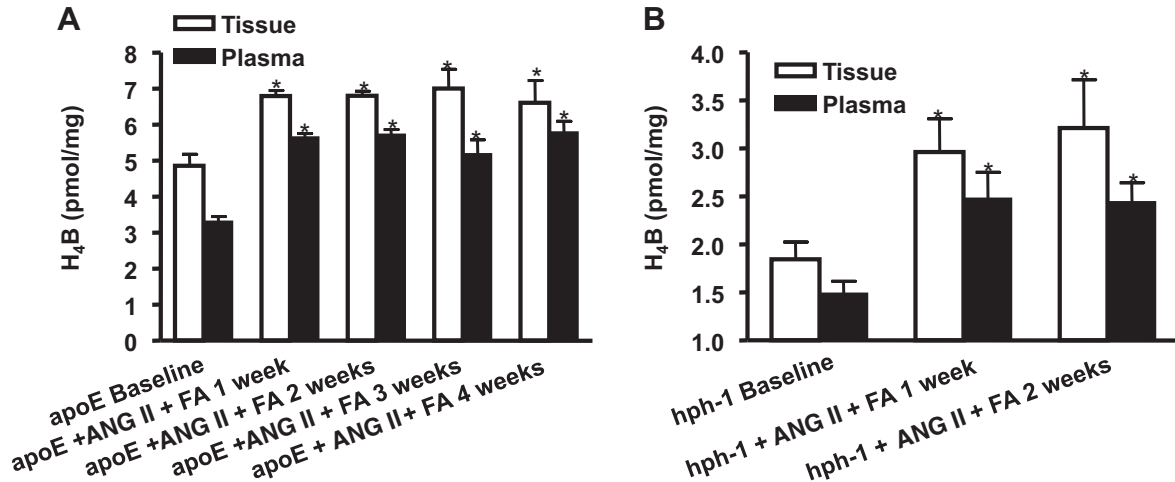 A
Tissue
Plasma
H₄B (pmol/mg)
8
7
6
5
4
3
2
1
0
* * * * * * * *
apoE Baseline
apoE +ANG II + FA 1 week
apoE +ANG II + FA 2 weeks
apoE +ANG II + FA 3 weeks
apoE + ANG II + FA 4 weeks
B
Tissue
Plasma
H₄B (pmol/mg)
4.0
3.5
3.0
2.5
2.0
1.5
1.0
* * * *
hph-1 Baseline
hph-1 + ANG II + FA 1 week
hph-1 + ANG II + FA 2 weeks